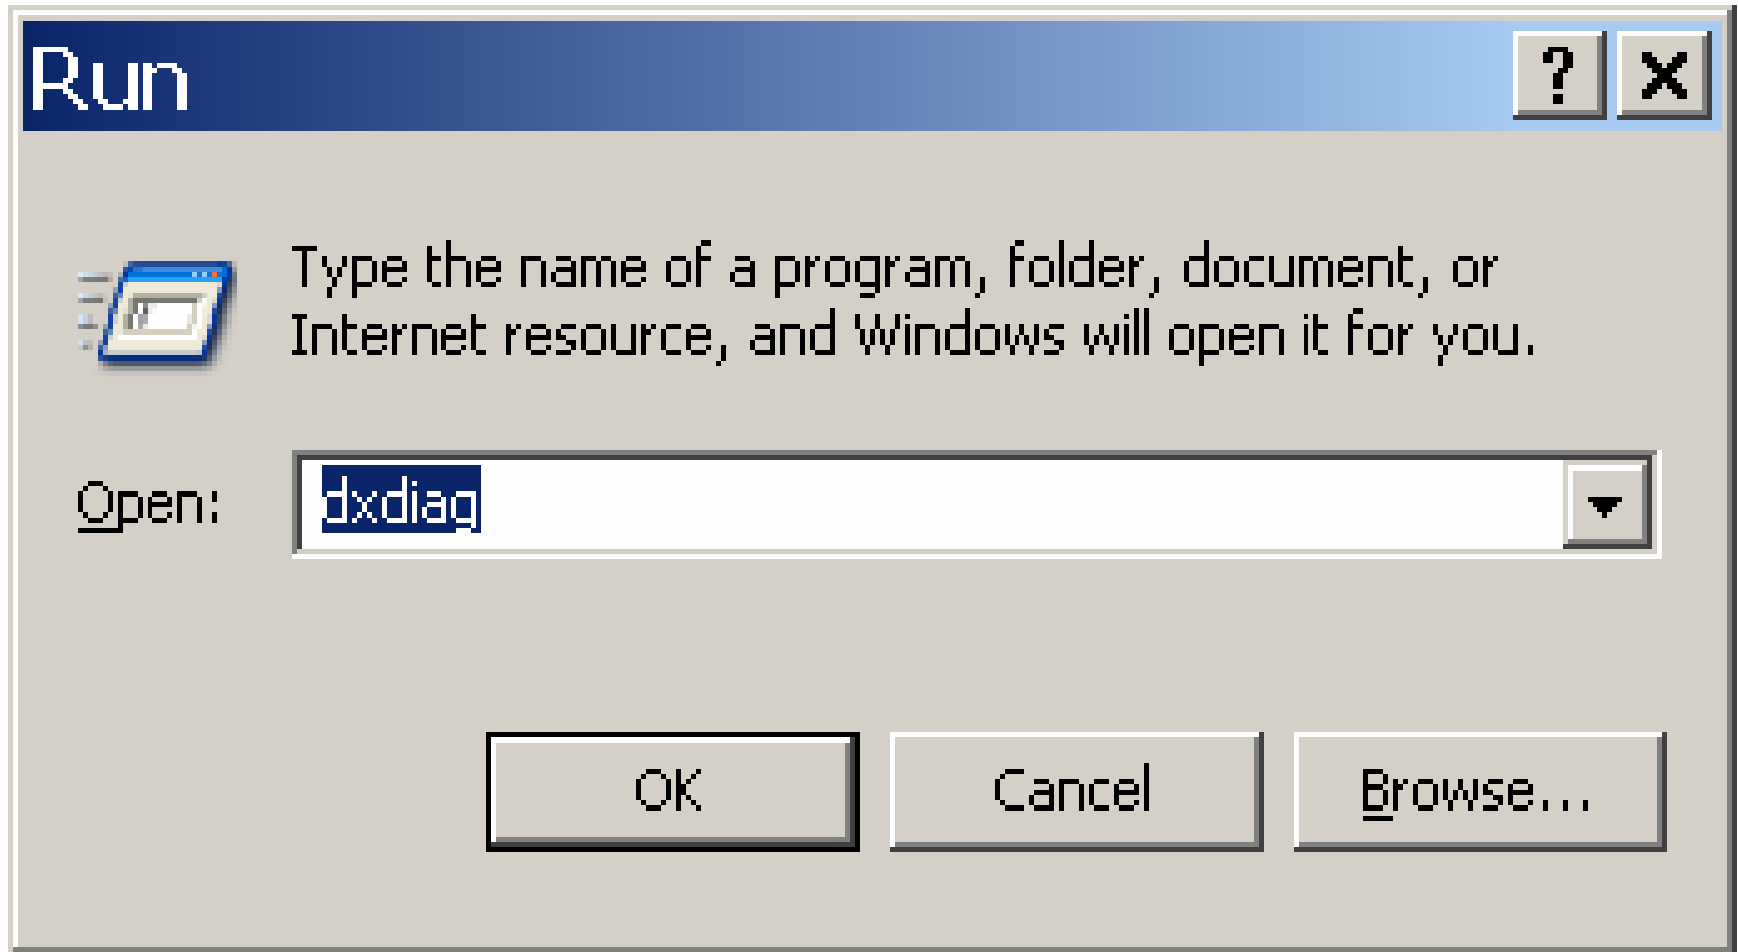 Run
Type the name of a program, folder, document, or
Internet resource, and Windows will open it for you.
Open: dxdiag
OK Cancel Browse...